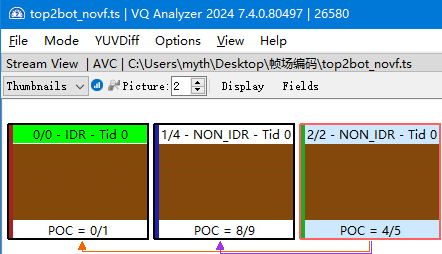 top2bot_novf.ts | VQ Analyzer 2024 7.4.0.80497 | 26580
File Mode YUVDiff Options View Help
Stream View | AVC | C:\Users\myth\Desktop\帧场编码\top2bot_novf.ts
Thumbnails Picture: 2 Display Fields
0/0 - IDR - Tid 0 1/4 - NON_IDR - Tid 0 2/2 - NON_IDR - Tid 0
POC = 0/1 POC = 8/9 POC = 4/5